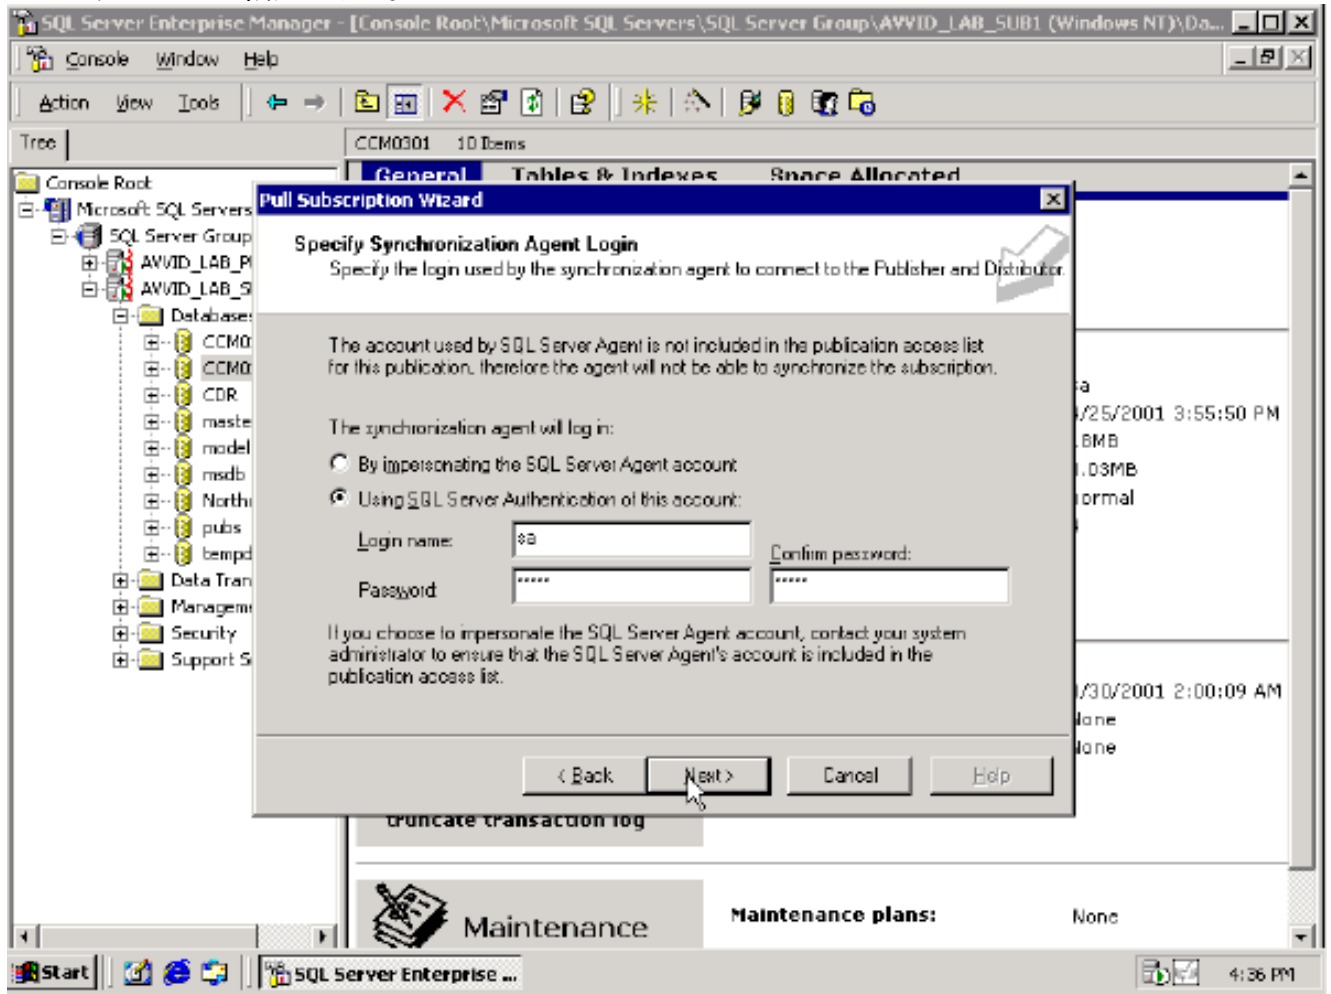 SQL Server Enterprise Manager - [Console Root\Microsoft SQL Servers\SQL Server Group\AVVID_LAB_SUB1 (Windows NT)\Da...
Console Window Help
Action View Tools
Tree
CCM0301 10 Items
General Tables & Indexes Space Allocated
Console Root
Microsoft SQL Servers
SQL Server Group
AVVID_LAB_P
AVVID_LAB_S
Databases
CCM0
CCM0
CDR
maste
model
msdb
North
pubs
tempd
Data Tran
Managem
Security
Support S
Pull Subscription Wizard
Specify Synchronization Agent Login
Specify the login used by the synchronization agent to connect to the Publisher and Distributor.
The account used by SQL Server Agent is not included in the publication access list
for this publication, therefore the agent will not be able to synchronize the subscription.
The synchronization agent will log in:
By impersonating the SQL Server Agent account
Using SQL Server Authentication of this account:
Login name:
sa
Confirm password:
Password:
*****
*****
If you choose to impersonate the SQL Server Agent account, contact your system
administrator to ensure that the SQL Server Agent's account is included in the
publication access list.
< Back Next > Cancel Help
a
/25/2001 3:55:50 PM
.8MB
.03MB
ormal
/30/2001 2:00:09 AM
None
None
truncate transaction log
Maintenance
Maintenance plans: None
Start
SQL Server Enterprise ...
4:36 PM